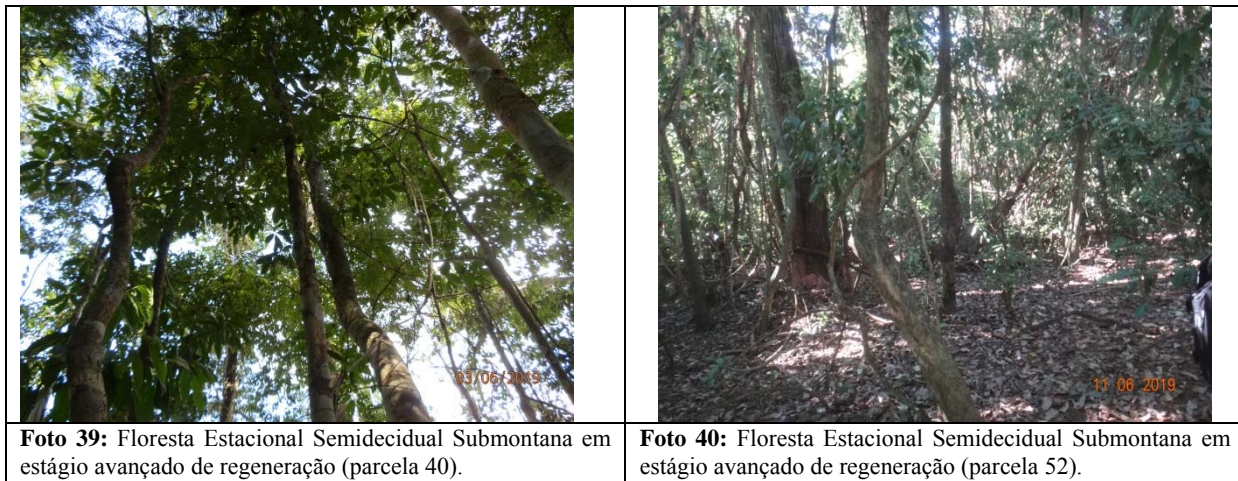 03/06/2019
11 06 2019
Foto 39: Floresta Estacional Semidecidual Submontana em
estágio avançado de regeneração (parcela 40).
Foto 40: Floresta Estacional Semidecidual Submontana em
estágio avançado de regeneração (parcela 52).